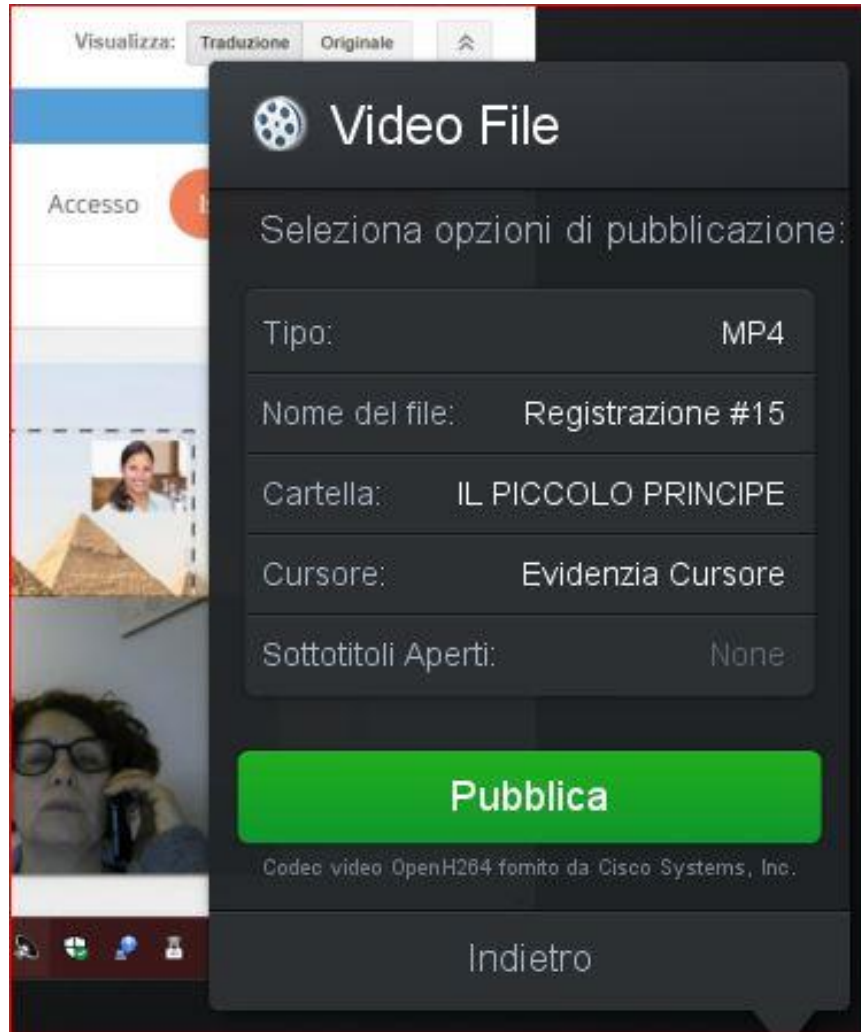 Visualizza: Traduzione Originale
Video File
Accesso
Seleziona opzioni di pubblicazione:
Tipo: MP4
Nome del file: Registrazione #15
Cartella: IL PICCOLO PRINCIPE
Cursore: Evidenzia Cursore
Sottotitoli Aperti: None
Pubblica
Codec video OpenH264 fornito da Cisco Systems, Inc.
Indietro